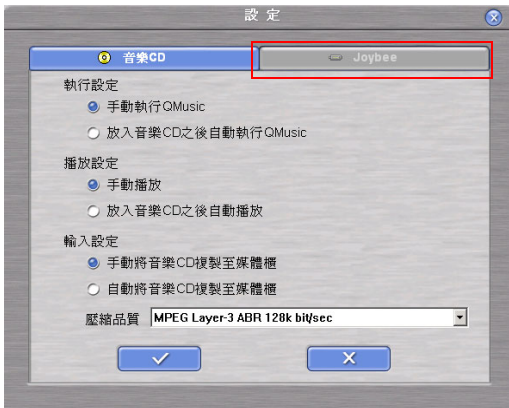 設 定
音樂CD
Joybee
執行設定
手動執行QMusic
放入音樂CD之後自動執行QMusic
播放設定
手動播放
放入音樂CD之後自動播放
輸入設定
手動將音樂CD複製至媒體櫃
自動將音樂CD複製至媒體櫃
壓縮品質 MPEG Layer-3 ABR 128k bit/sec